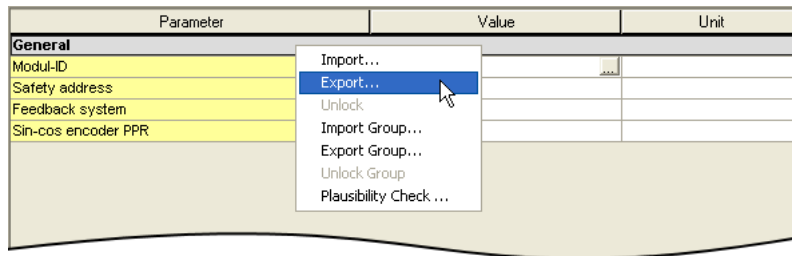 Parameter Value Unit
General
Modul-ID ...
Safety address
Feedback system
Sin-cos encoder PPR
Import...
Export...
Unlock
Import Group...
Export Group...
Unlock Group
Plausibility Check ...